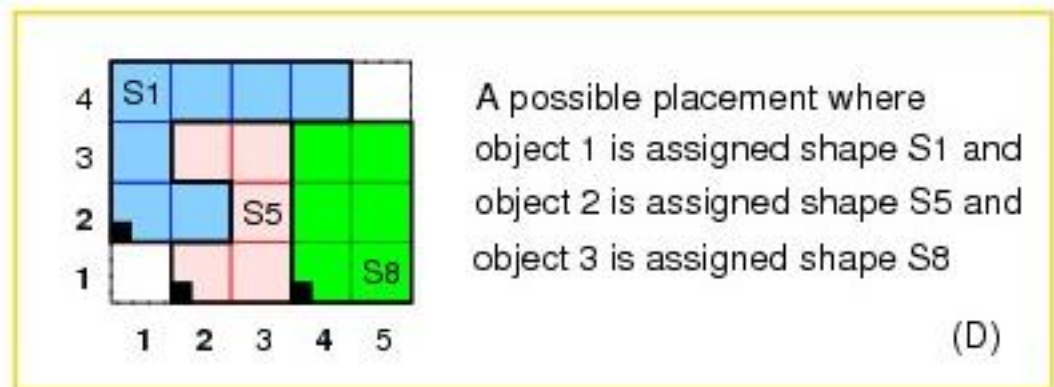 4 S1
3
2 S5
1 S8
1 2 3 4 5
A possible placement where
object 1 is assigned shape S1 and
object 2 is assigned shape S5 and
object 3 is assigned shape S8
(D)